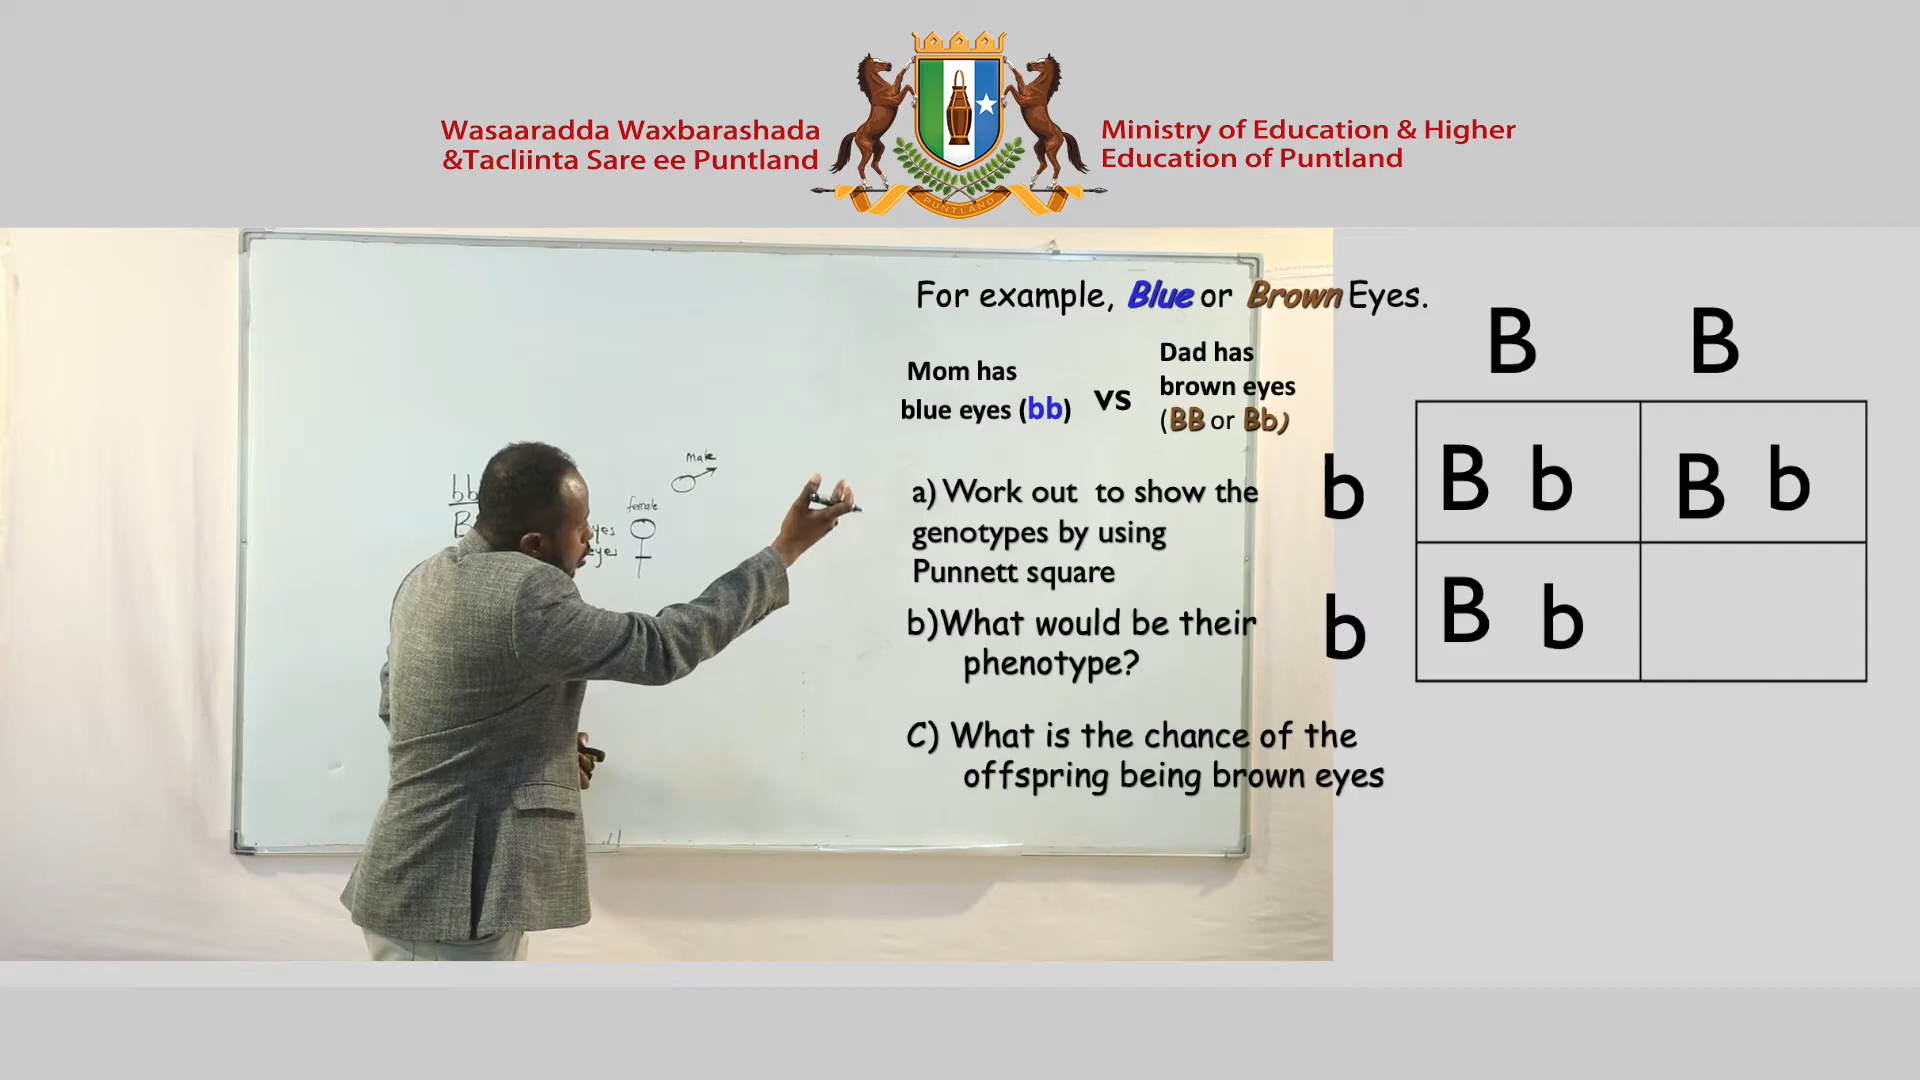 Wasaaradda Waxbarashada
&Tacliinta Sare ee Puntland
PUNTLAND
Ministry of Education & Higher
Education of Puntland
For example, Blue or Brown Eyes.
Mom has
blue eyes (bb)
vs
Dad has
brown eyes
(BB or Bb)
a) Work out to show the
genotypes by using
Punnett square
b)What would be their
phenotype?
C) What is the chance of the
offspring being brown eyes
B B
b B b B b
b B b
Male
female
bb
B
yes
eyes